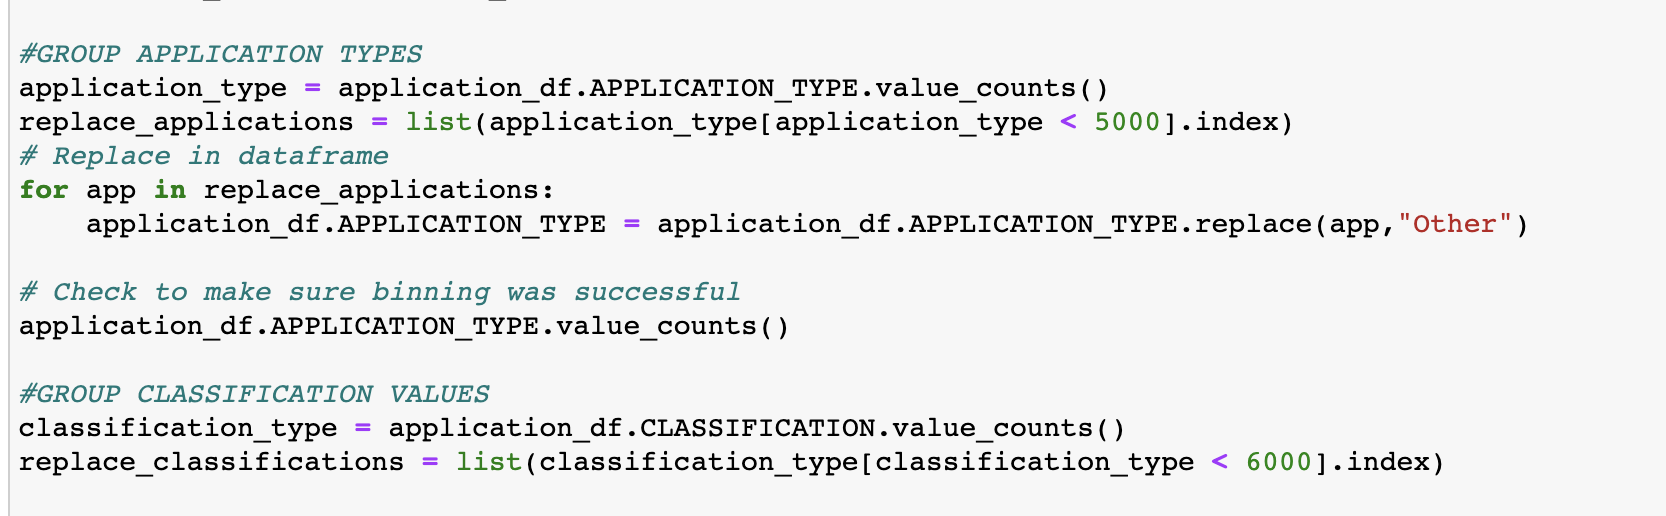 #GROUP APPLICATION TYPES
application_type = application_df.APPLICATION_TYPE.value_counts()
replace_applications = list(application_type[application_type < 5000].index)
# Replace in dataframe
for app in replace_applications:
    application_df.APPLICATION_TYPE = application_df.APPLICATION_TYPE.replace(app,"Other")
# Check to make sure binning was successful
application_df.APPLICATION_TYPE.value_counts()
#GROUP CLASSIFICATION VALUES
classification_type = application_df.CLASSIFICATION.value_counts()
replace_classifications = list(classification_type[classification_type < 6000].index)